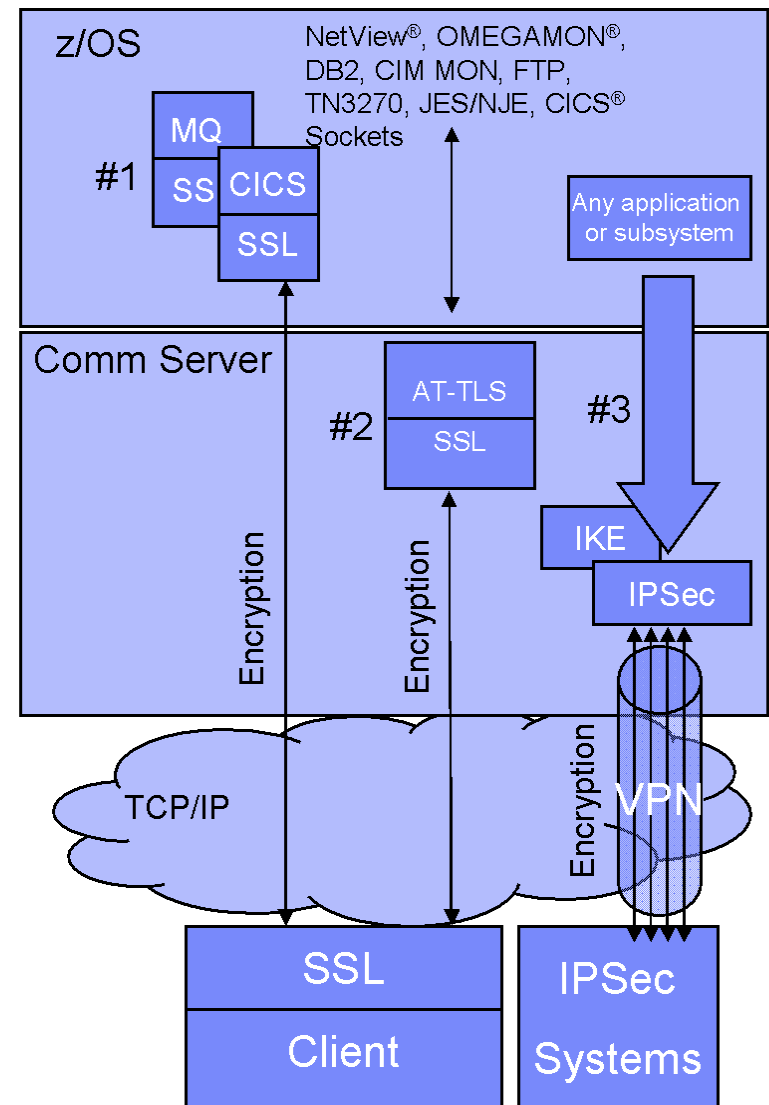 z/OS
NetView®, OMEGAMON®,
DB2, CIM MON, FTP,
TN3270, JES/NJE, CICS®
Sockets
MQ
#1
SS
CICS
SSL
Any application
or subsystem
Comm Server
#2
AT-TLS
SSL
#3
IKE
IPSec
Encryption
Encryption
Encryption
TCP/IP
VPN
SSL
Client
IPSec
Systems